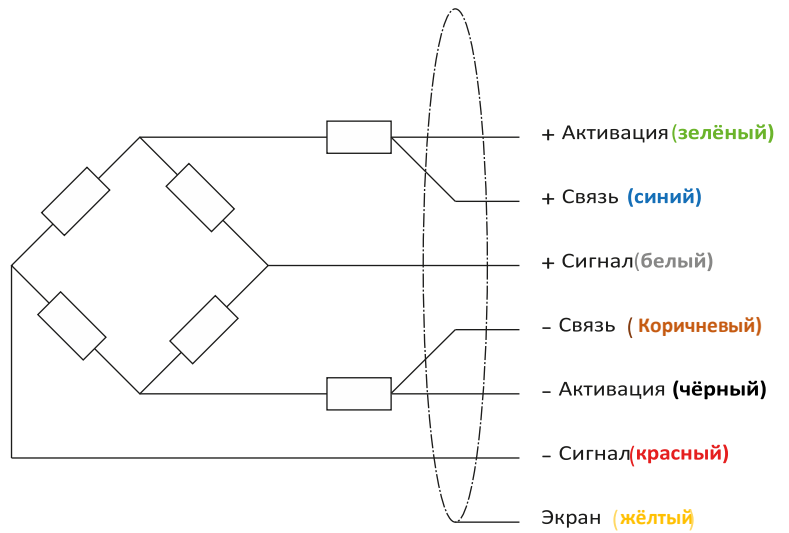 + Активация (зелёный)
+ Связь (синий)
+ Сигнал (белый)
- Связь ( Коричневый)
- Активация (чёрный)
- Сигнал (красный)
Экран (жёлтый)